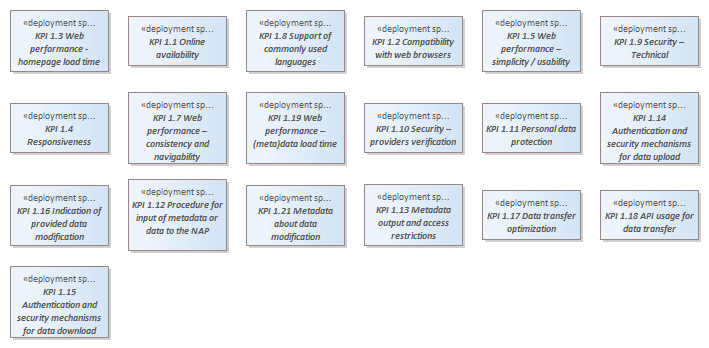 «deployment sp...
KPI 1.3 Web
performance -
homepage load time
«deployment sp...
KPI 1.1 Online
availability
«deployment sp...
KPI 1.8 Support of
commonly used
languages
«deployment sp...
KPI 1.2 Compatibility
with web browsers
«deployment sp...
KPI 1.5 Web
performance –
simplicity / usability
«deployment sp...
KPI 1.9 Security –
Technical
«deployment sp...
KPI 1.4
Responsiveness
«deployment sp...
KPI 1.7 Web
performance –
consistency and
navigability
«deployment sp...
KPI 1.19 Web
performance –
(meta)data load time
«deployment sp...
KPI 1.10 Security –
providers verification
«deployment sp...
KPI 1.11 Personal data
protection
«deployment sp...
KPI 1.14
Authentication and
security mechanisms
for data upload
«deployment sp...
KPI 1.16 Indication of
provided data
modification
«deployment sp...
KPI 1.12 Procedure for
input of metadata or
data to the NAP
«deployment sp...
KPI 1.21 Metadata
about data
modification
«deployment sp...
KPI 1.13 Metadata
output and access
restrictions
«deployment sp...
KPI 1.17 Data transfer
optimization
«deployment sp...
KPI 1.18 API usage for
data transfer
«deployment sp...
KPI 1.15
Authentication and
security mechanisms
for data download